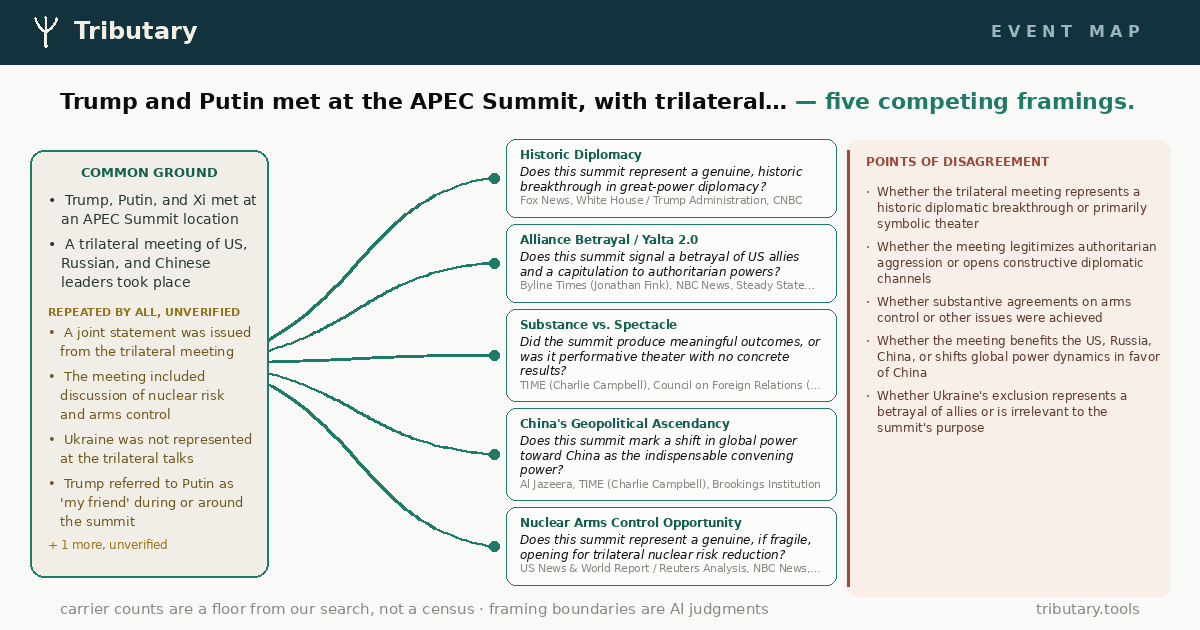 Tributary
EVENT MAP
Trump and Putin met at the APEC Summit, with trilateral… — five competing framings.
COMMON GROUND
• Trump, Putin, and Xi met at
an APEC Summit location
• A trilateral meeting of US,
Russian, and Chinese
leaders took place
REPEATED BY ALL, UNVERIFIED
• A joint statement was issued
from the trilateral meeting
• The meeting included
discussion of nuclear risk
and arms control
• Ukraine was not represented
at the trilateral talks
• Trump referred to Putin as
'my friend' during or around
the summit
+ 1 more, unverified
Historic Diplomacy
Does this summit represent a genuine, historic
breakthrough in great-power diplomacy?
Fox News, White House / Trump Administration, CNBC
Alliance Betrayal / Yalta 2.0
Does this summit signal a betrayal of US allies
and a capitulation to authoritarian powers?
Byline Times (Jonathan Fink), NBC News, Steady State…
Substance vs. Spectacle
Did the summit produce meaningful outcomes, or
was it performative theater with no concrete
results?
TIME (Charlie Campbell), Council on Foreign Relations (…
China's Geopolitical Ascendancy
Does this summit mark a shift in global power
toward China as the indispensable convening
power?
Al Jazeera, TIME (Charlie Campbell), Brookings Institution
Nuclear Arms Control Opportunity
Does this summit represent a genuine, if fragile,
opening for trilateral nuclear risk reduction?
US News & World Report / Reuters Analysis, NBC News,…
POINTS OF DISAGREEMENT
· Whether the trilateral meeting represents a
historic diplomatic breakthrough or primarily
symbolic theater
· Whether the meeting legitimizes authoritarian
aggression or opens constructive diplomatic
channels
· Whether substantive agreements on arms
control or other issues were achieved
· Whether the meeting benefits the US, Russia,
China, or shifts global power dynamics in favor
of China
· Whether Ukraine's exclusion represents a
betrayal of allies or is irrelevant to the
summit's purpose
carrier counts are a floor from our search, not a census · framing boundaries are AI judgments
tributary.tools